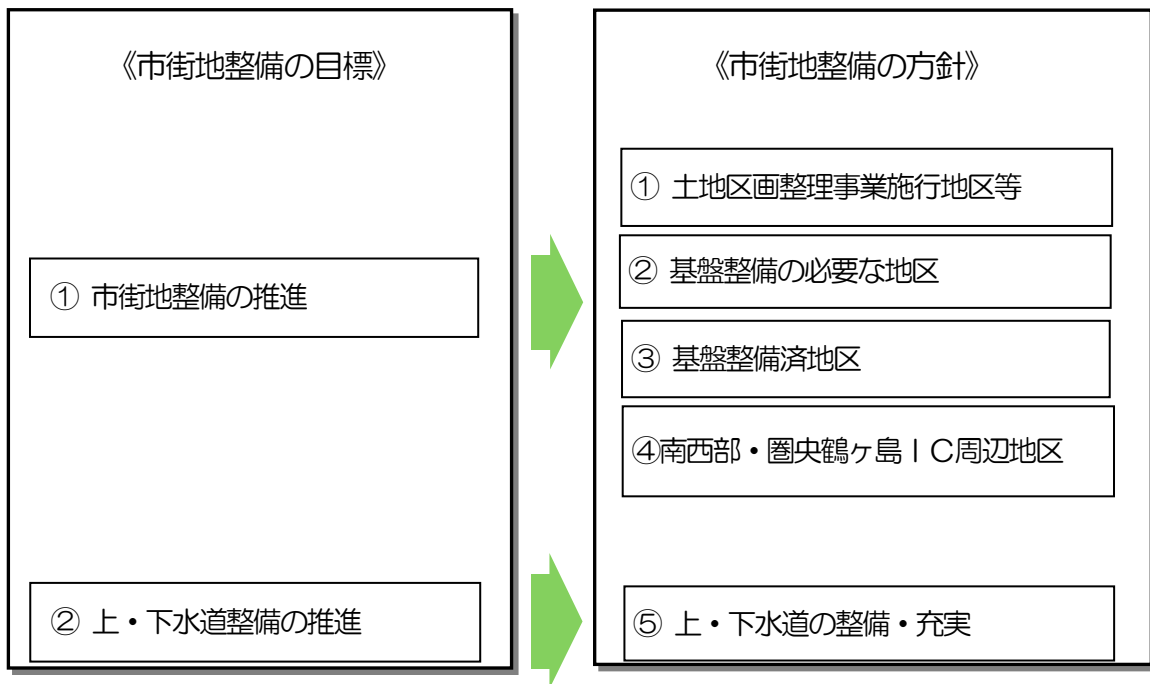 《市街地整備の目標》
① 市街地整備の推進
② 上・下水道整備の推進
《市街地整備の方針》
① 土地区画整理事業施行地区等
② 基盤整備の必要な地区
③ 基盤整備済地区
④南西部・圏央鶴ヶ島ＩＣ周辺地区
⑤ 上・下水道の整備・充実